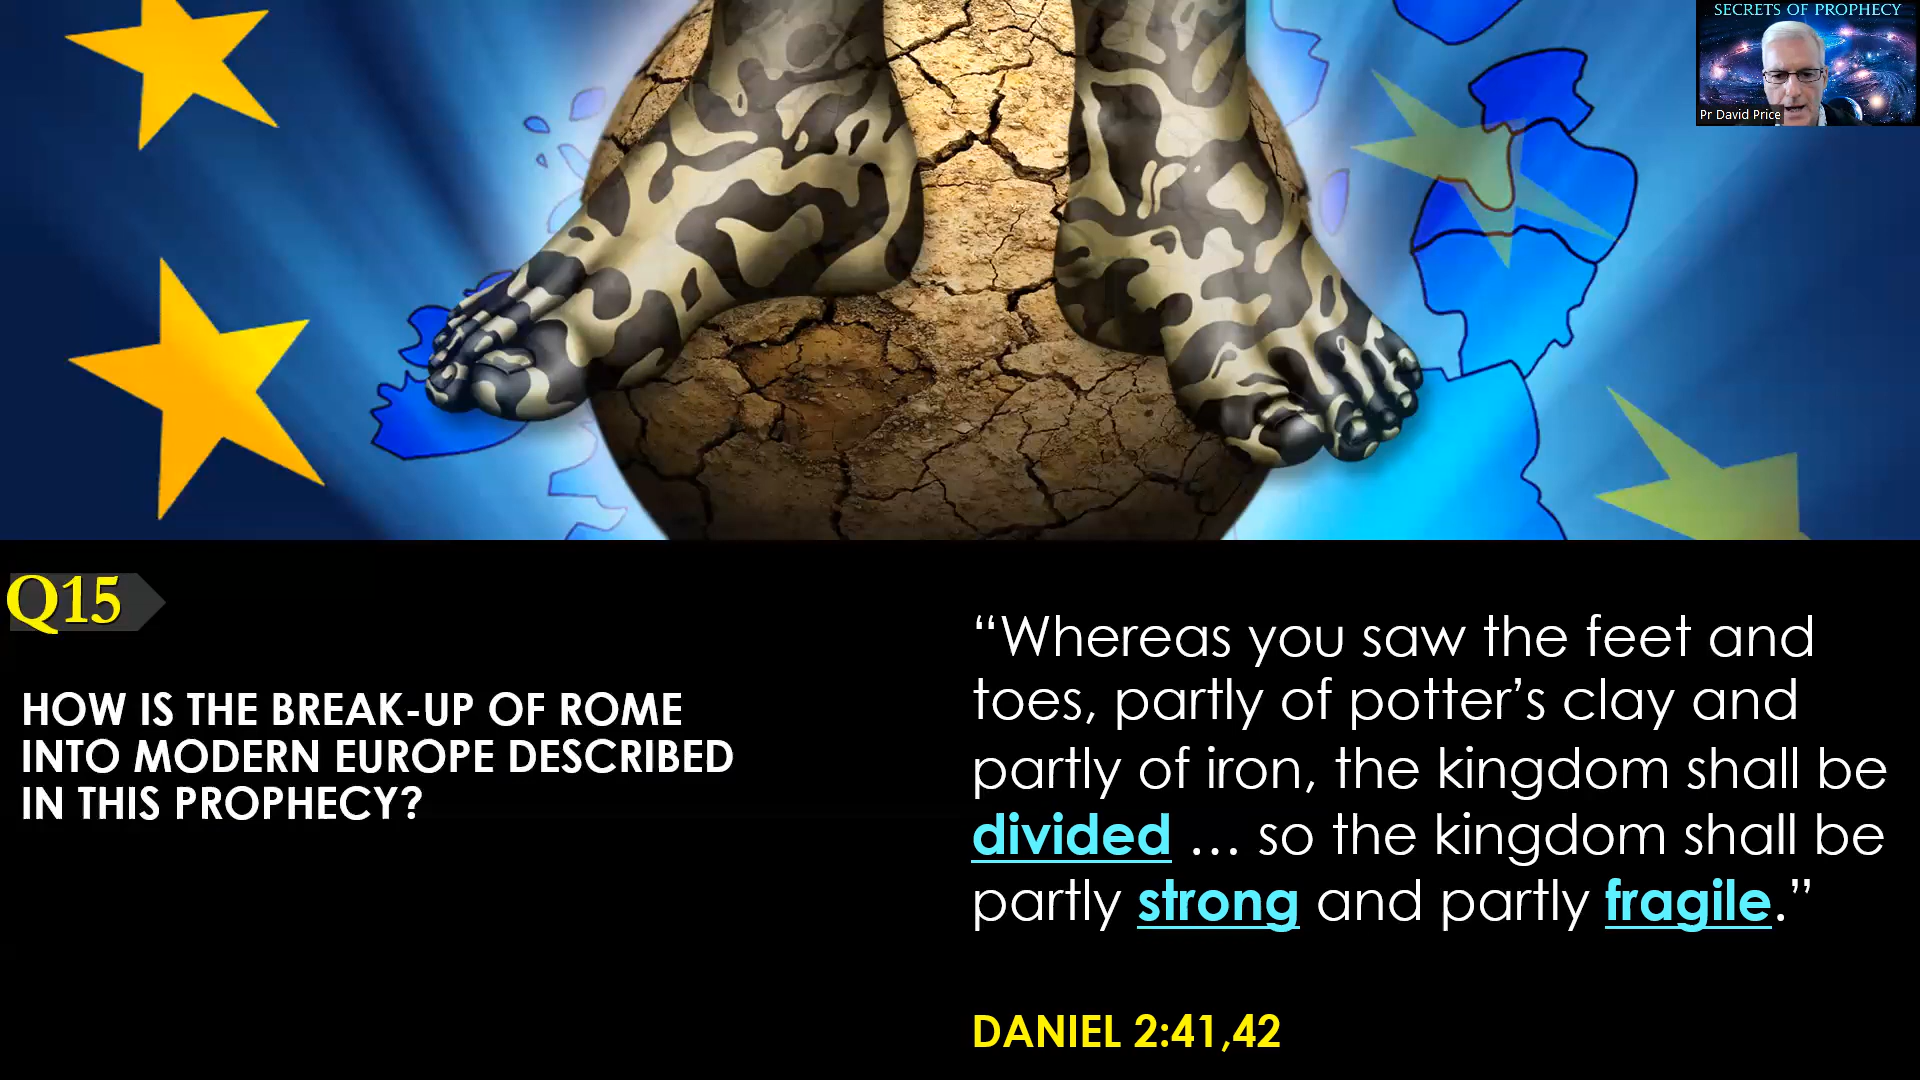 SECRETS OF PROPHECY
Pr David Price
Q15
HOW IS THE BREAK-UP OF ROME
INTO MODERN EUROPE DESCRIBED
IN THIS PROPHECY?
“Whereas you saw the feet and
toes, partly of potter’s clay and
partly of iron, the kingdom shall be
divided … so the kingdom shall be
partly strong and partly fragile.”
DANIEL 2:41,42